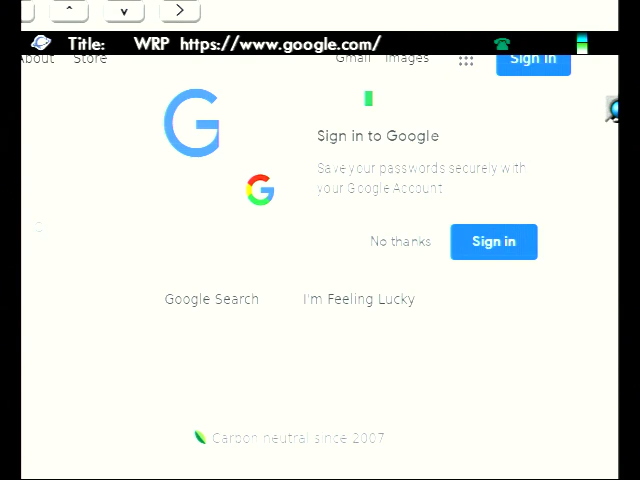 Title: WRP https://www.google.com/
About Store Gmail Images Sign in
G
Sign in to Google
Save your passwords securely with
your Google Account
G
No thanks Sign in
Google Search I'm Feeling Lucky
Carbon neutral since 2007